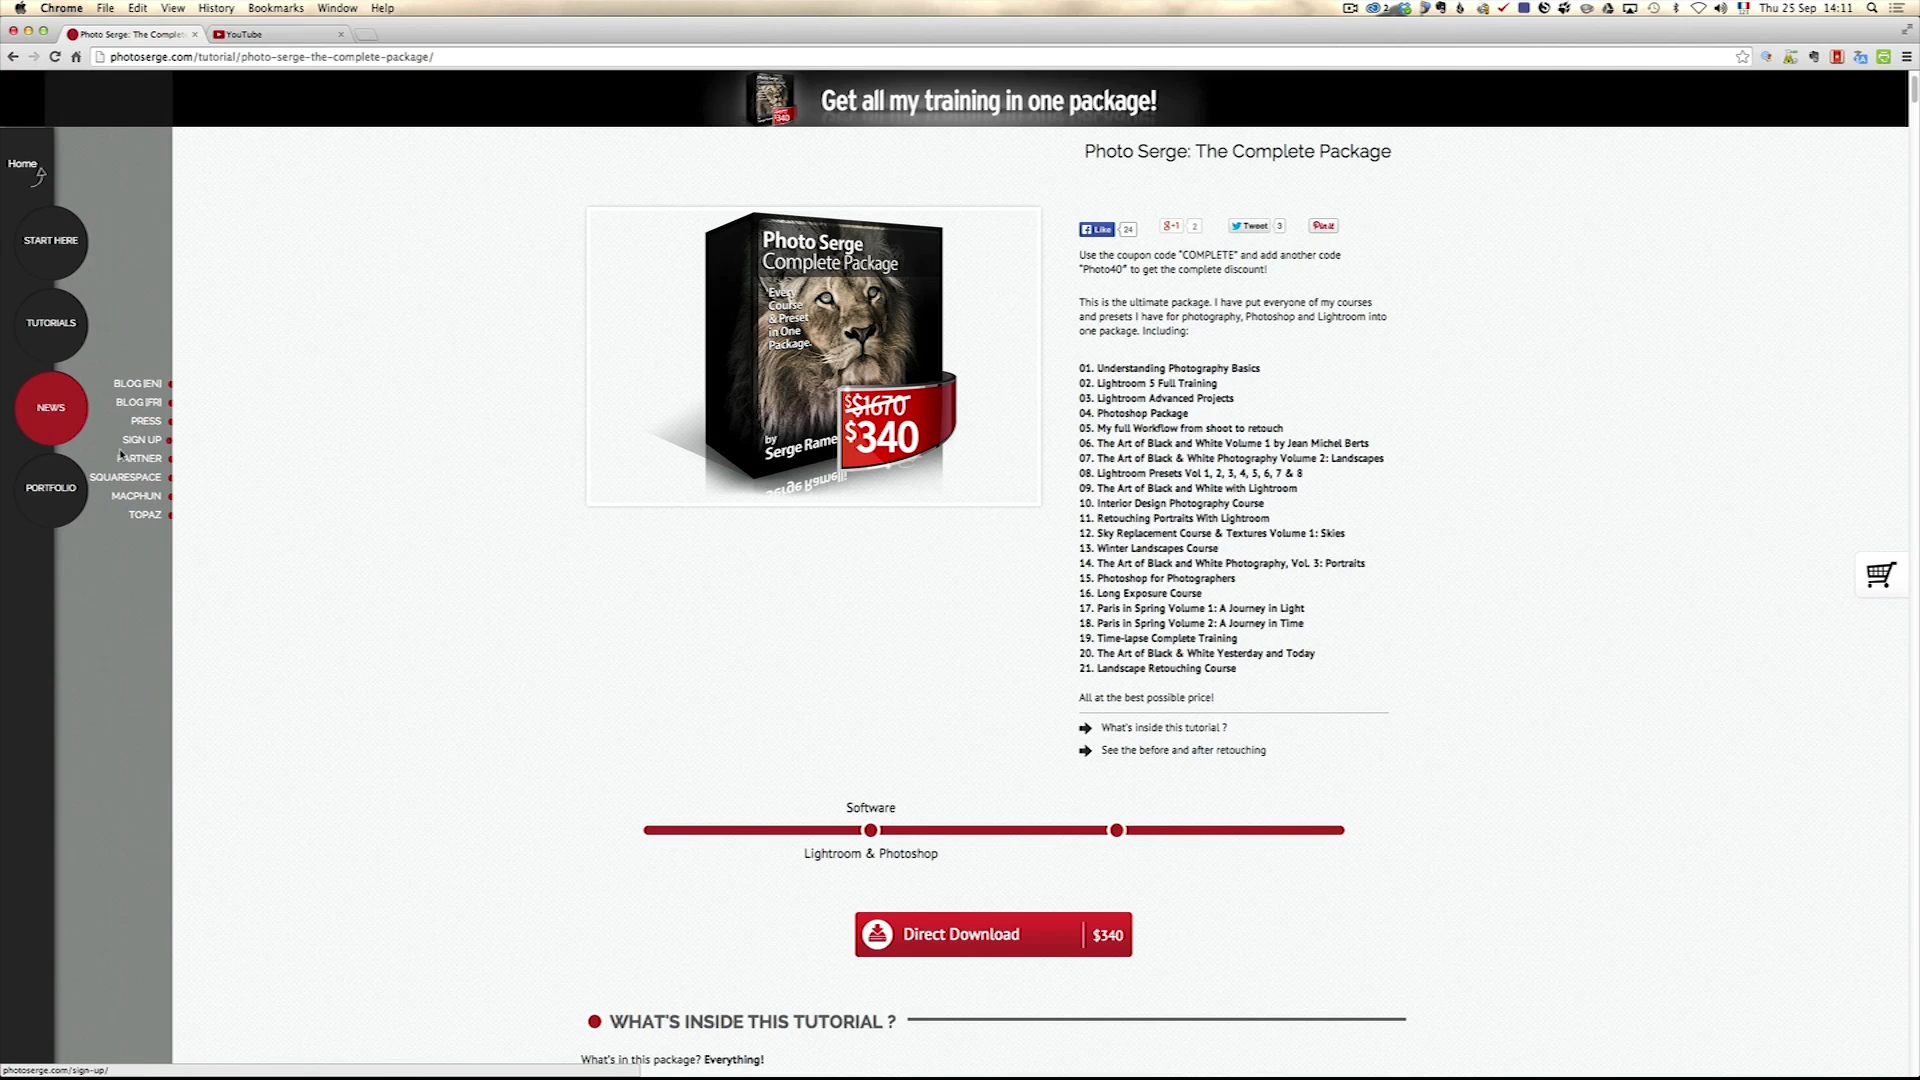 Chrome File Edit View History Bookmarks Window Help
2
Thu 25 Sep 14:11
Photo Serge: The Complet
YouTube
photoserge.com/tutorial/photo-serge-the-complete-package/
$340
Get all my training in one package!
Home
START HERE
TUTORIALS
NEWS
PORTFOLIO
BLOG [EN]
BLOG [FR]
PRESS
SIGN UP
PARTNER
SQUARESPACE
MACPHUN
TOPAZ
Photo Serge
Complete Package
Every
Course
& Preset
in One
Package.
by
Serge Rame
$1670
$340
Photo Serge: The Complete Package
Like 24
g+1 2
Tweet 3
Pin it
Use the coupon code "COMPLETE" and add another code
"Photo40" to get the complete discount!
This is the ultimate package. I have put everyone of my courses
and presets I have for photography, Photoshop and Lightroom into
one package. Including:
01. Understanding Photography Basics
02. Lightroom 5 Full Training
03. Lightroom Advanced Projects
04. Photoshop Package
05. My full Workflow from shoot to retouch
06. The Art of Black and White Volume 1 by Jean Michel Berts
07. The Art of Black & White Photography Volume 2: Landscapes
08. Lightroom Presets Vol 1, 2, 3, 4, 5, 6, 7 & 8
09. The Art of Black and White with Lightroom
10. Interior Design Photography Course
11. Retouching Portraits With Lightroom
12. Sky Replacement Course & Textures Volume 1: Skies
13. Winter Landscapes Course
14. The Art of Black and White Photography, Vol. 3: Portraits
15. Photoshop for Photographers
16. Long Exposure Course
17. Paris in Spring Volume 1: A Journey in Light
18. Paris in Spring Volume 2: A Journey in Time
19. Time-lapse Complete Training
20. The Art of Black & White Yesterday and Today
21. Landscape Retouching Course
All at the best possible price!
What's inside this tutorial ?
See the before and after retouching
Software
Lightroom & Photoshop
Direct Download $340
WHAT'S INSIDE THIS TUTORIAL ?
What's in this package? Everything!
photoserge.com/sign-up/